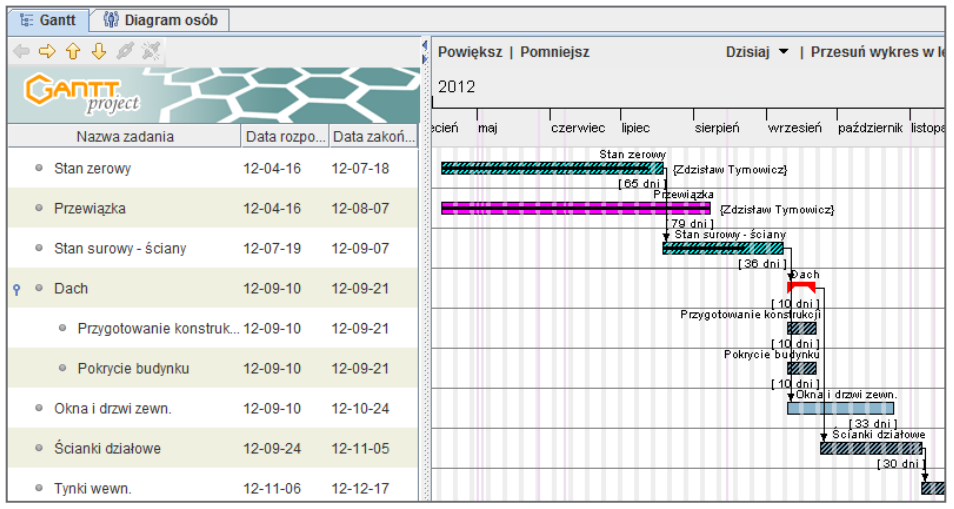 Gantt Diagram osób
Powiększ | Pomniejsz Dzisiaj | Przesuń wykres w le
GANTT project
2012
ecień maj czerwiec lipiec sierpień wrzesień październik listopa
Nazwa zadania Data rozpo... Data zakoń...
Stan zerowy 12-04-16 12-07-18
Przewiązka 12-04-16 12-08-07
Stan surowy - ściany 12-07-19 12-09-07
Dach 12-09-10 12-09-21
Przygotowanie konstruk... 12-09-10 12-09-21
Pokrycie budynku 12-09-10 12-09-21
Okna i drzwi zewn. 12-09-10 12-10-24
Ścianki działowe 12-09-24 12-11-05
Tynki wewn. 12-11-06 12-12-17
Stan zerowy
{Zdzisław Tymowicz}
[ 65 dni ]
Przewiązka
{Zdzisław Tymowicz}
[ 79 dni ]
Stan surowy - ściany
[ 36 dni ]
Dach
[ 10 dni ]
Przygotowanie konstrukcji
[ 10 dni ]
Pokrycie budynku
[ 10 dni ]
Okna i drzwi zewn.
[ 33 dni ]
Ścianki działowe
[ 30 dni ]